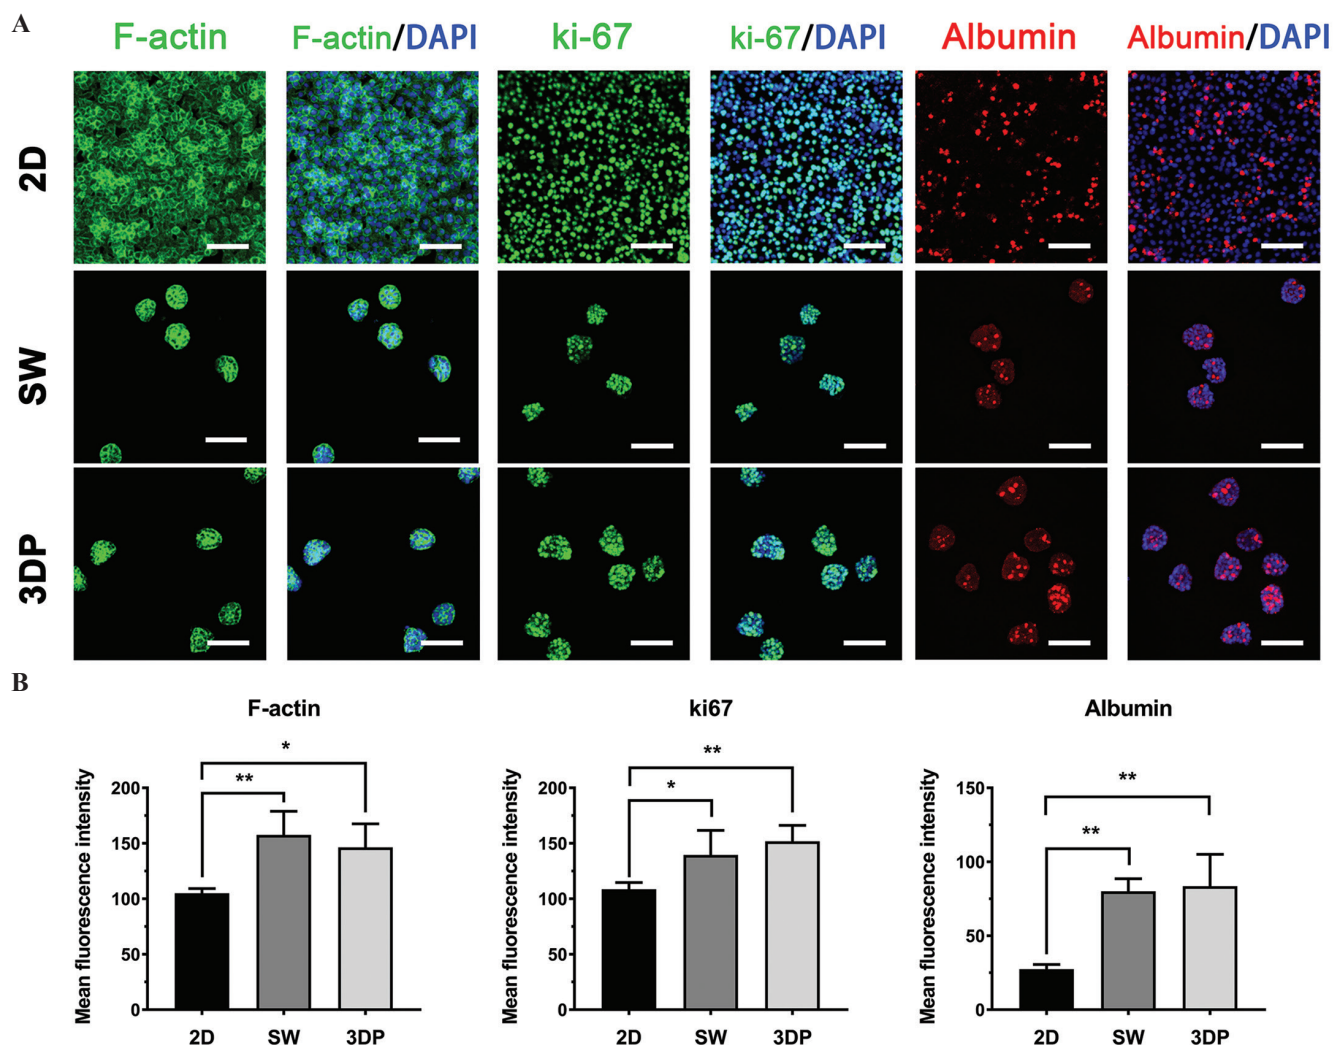 A
F-actin F-actin/DAPI ki-67 ki-67/DAPI Albumin Albumin/DAPI
2D
SW
3DP
B
F-actin
Mean fluorescence intensity
200
150
100
50
0
**
*
2D SW 3DP
ki67
Mean fluorescence intensity
200
150
100
50
0
*
**
2D SW 3DP
Albumin
Mean fluorescence intensity
150
100
50
0
**
**
2D SW 3DP